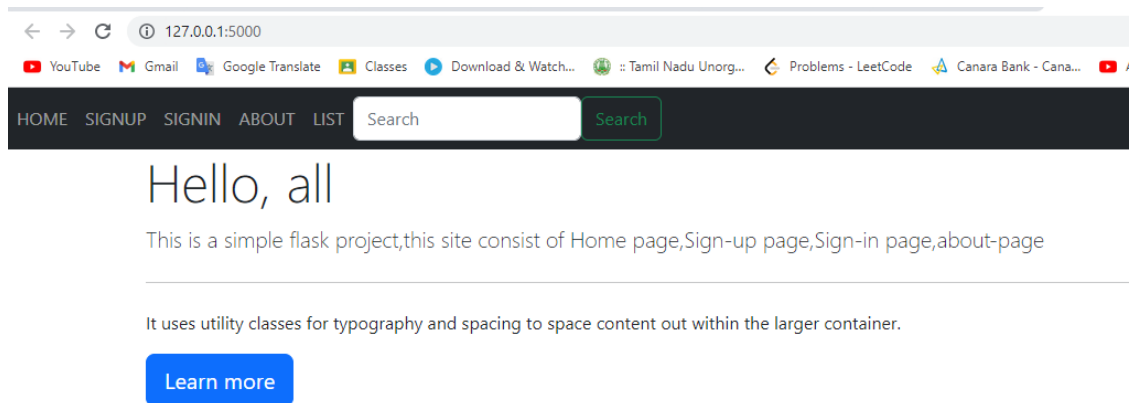 127.0.0.1:5000
YouTube Gmail Google Translate Classes Download & Watch... :: Tamil Nadu Unorg... Problems - LeetCode Canara Bank - Cana...
HOME SIGNUP SIGNIN ABOUT LIST Search Search
Hello, all
This is a simple flask project,this site consist of Home page,Sign-up page,Sign-in page,about-page
It uses utility classes for typography and spacing to space content out within the larger container.
Learn more